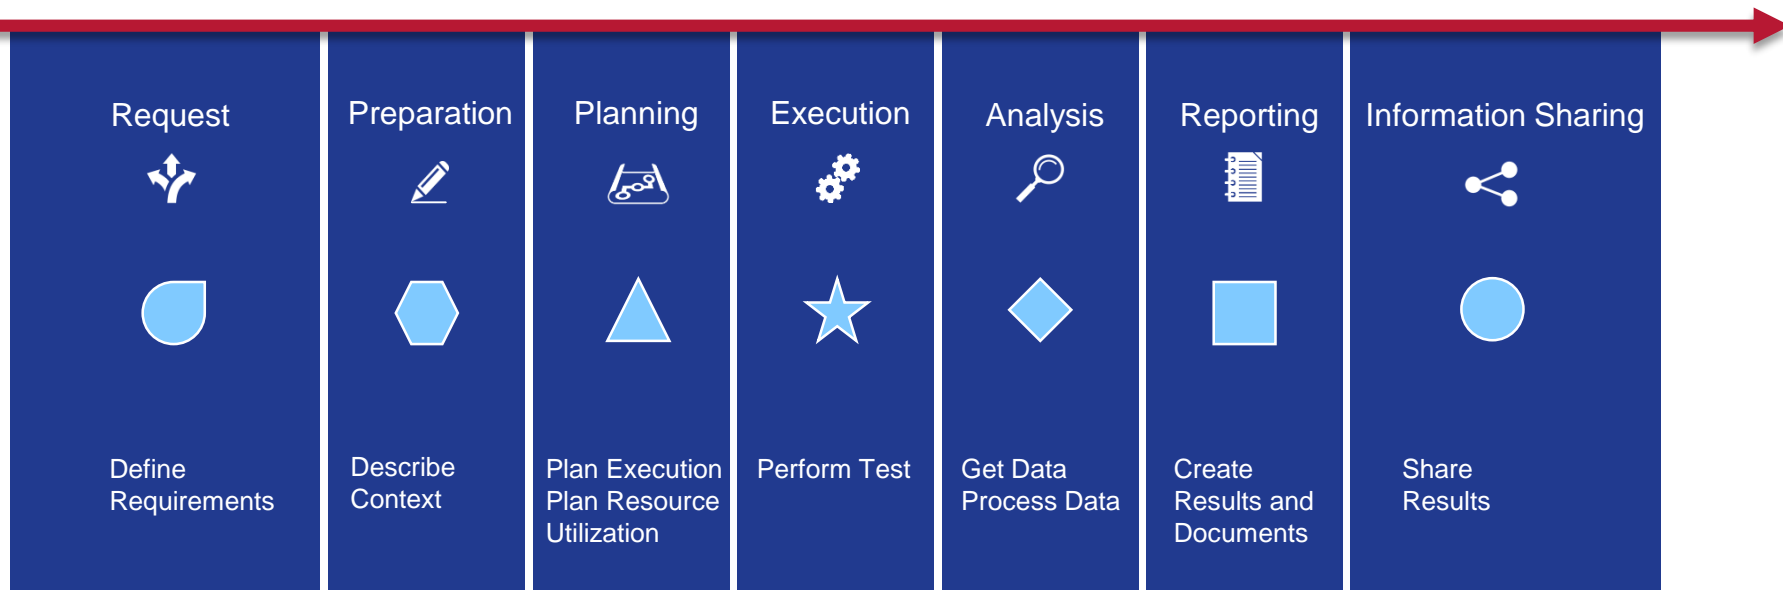 Request
Preparation
Planning
Execution
Analysis
Reporting
Information Sharing
Define
Requirements
Describe
Context
Plan Execution
Plan Resource
Utilization
Perform Test
Get Data
Process Data
Create
Results and
Documents
Share
Results